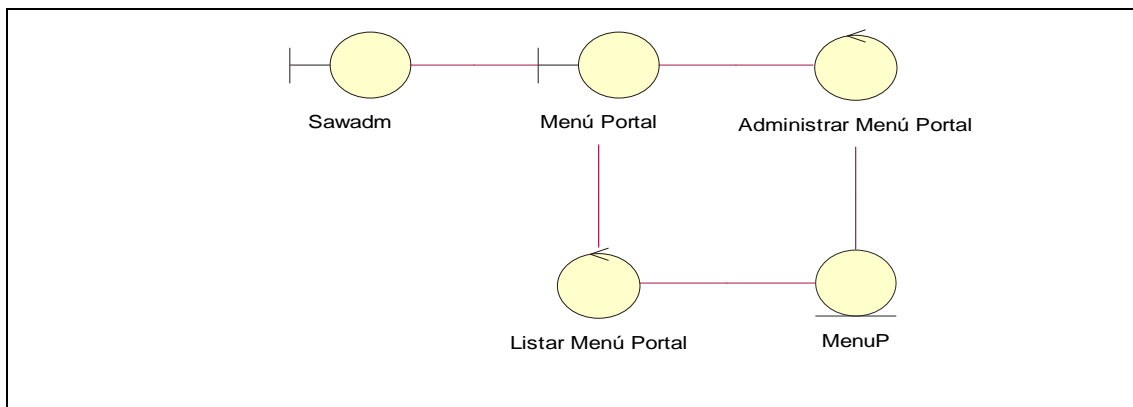 Sawadm
Menú Portal
Administrar Menú Portal
Listar Menú Portal
MenuP